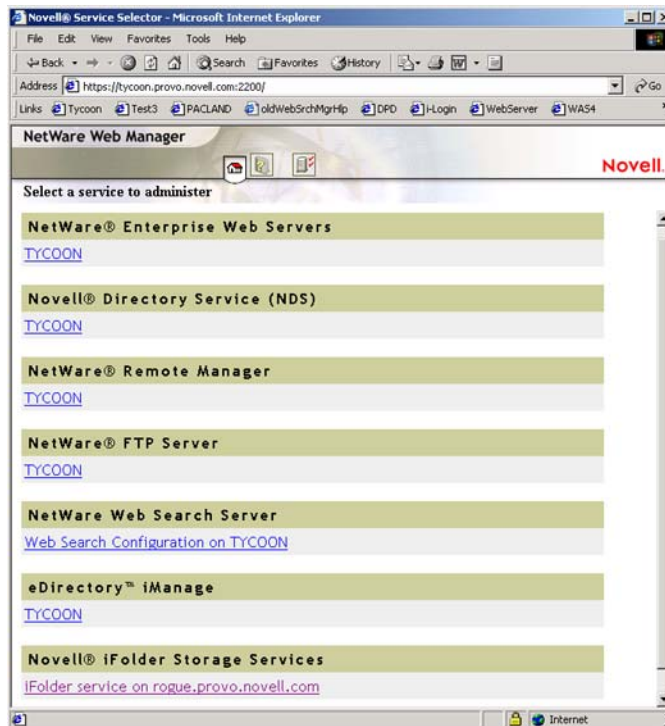 Novell® Service Selector - Microsoft Internet Explorer
File Edit View Favorites Tools Help
Back Search Favorites History
Address https://tycoon.provo.novell.com:2200/ Go
Links Tycoon Test3 PACLAND oldWebSrchMgrHlp DPD i-Login WebServer WAS4
NetWare Web Manager
Novell.
Select a service to administer
NetWare® Enterprise Web Servers
TYCOON
Novell® Directory Service (NDS)
TYCOON
NetWare® Remote Manager
TYCOON
NetWare® FTP Server
TYCOON
NetWare Web Search Server
Web Search Configuration on TYCOON
eDirectory™ iManage
TYCOON
Novell® iFolder Storage Services
iFolder service on rogue.provo.novell.com
Internet